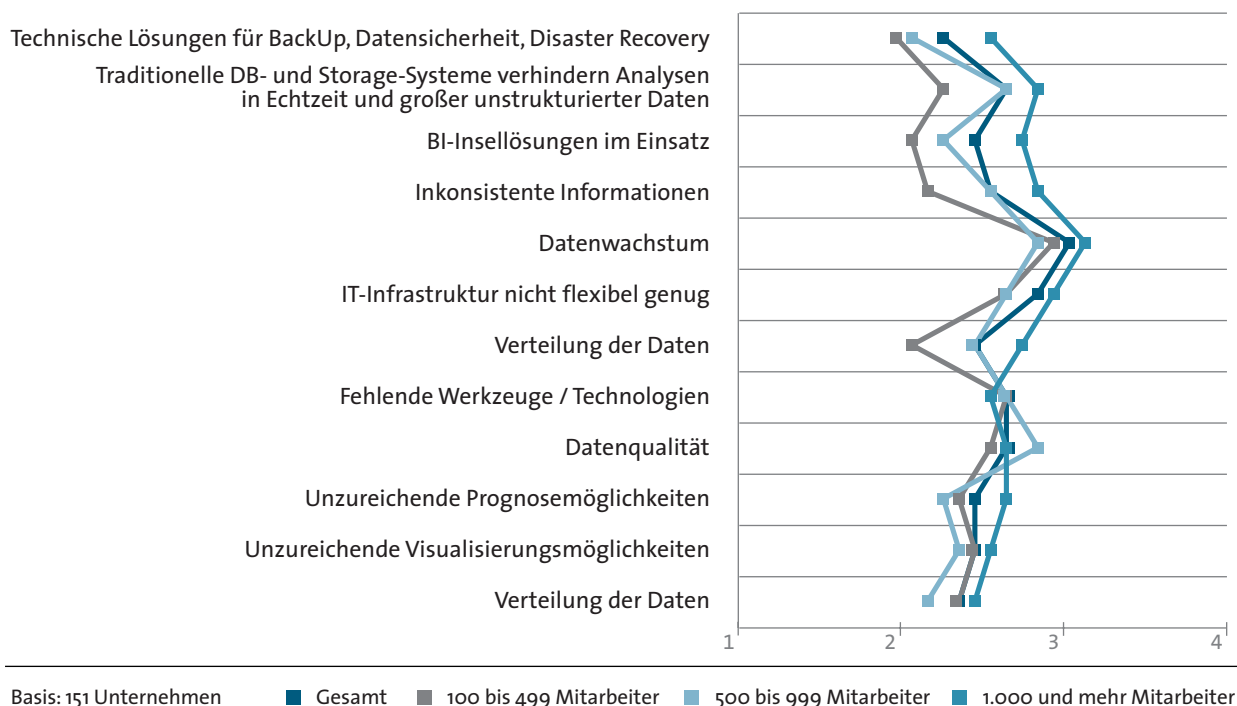 Technische Lösungen für BackUp, Datensicherheit, Disaster Recovery
Traditionelle DB- und Storage-Systeme verhindern Analysen
in Echtzeit und großer unstrukturierter Daten
BI-Insellösungen im Einsatz
Inkonsistente Informationen
Datenwachstum
IT-Infrastruktur nicht flexibel genug
Verteilung der Daten
Fehlende Werkzeuge / Technologien
Datenqualität
Unzureichende Prognosemöglichkeiten
Unzureichende Visualisierungsmöglichkeiten
Verteilung der Daten
1 2 3 4
Basis: 151 Unternehmen Gesamt 100 bis 499 Mitarbeiter 500 bis 999 Mitarbeiter 1.000 und mehr Mitarbeiter